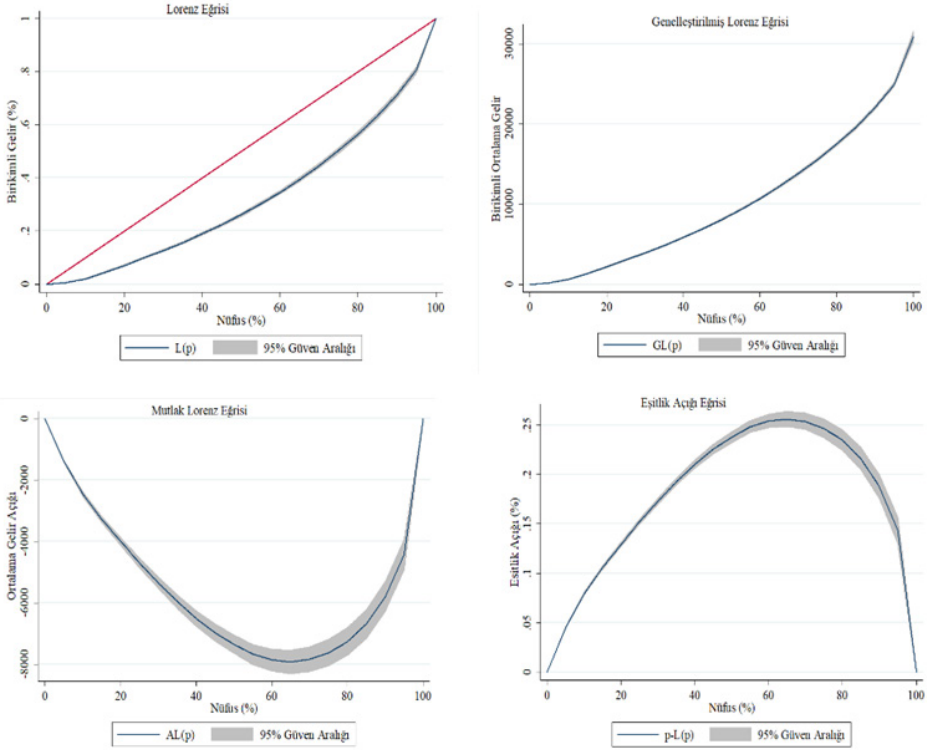 Lorenz Eğrisi
Birikimli Gelir (%)
1
.8
.6
.4
.2
0
0 20 40 60 80 100
Nüfus (%)
L(p) 95% Güven Aralığı
Genelleştirilmiş Lorenz Eğrisi
Birikimli Ortalama Gelir
30000
20000
10000
0
0 20 40 60 80 100
Nüfus (%)
GL(p) 95% Güven Aralığı
Mutlak Lorenz Eğrisi
Ortalama Gelir Açığı
0
-2000
-4000
-6000
-8000
0 20 40 60 80 100
Nüfus (%)
AL(p) 95% Güven Aralığı
Eşitlik Açığı Eğrisi
Eşitlik Açığı (%)
.25
.2
.15
.1
.05
0
0 20 40 60 80 100
Nüfus (%)
p-L(p) 95% Güven Aralığı